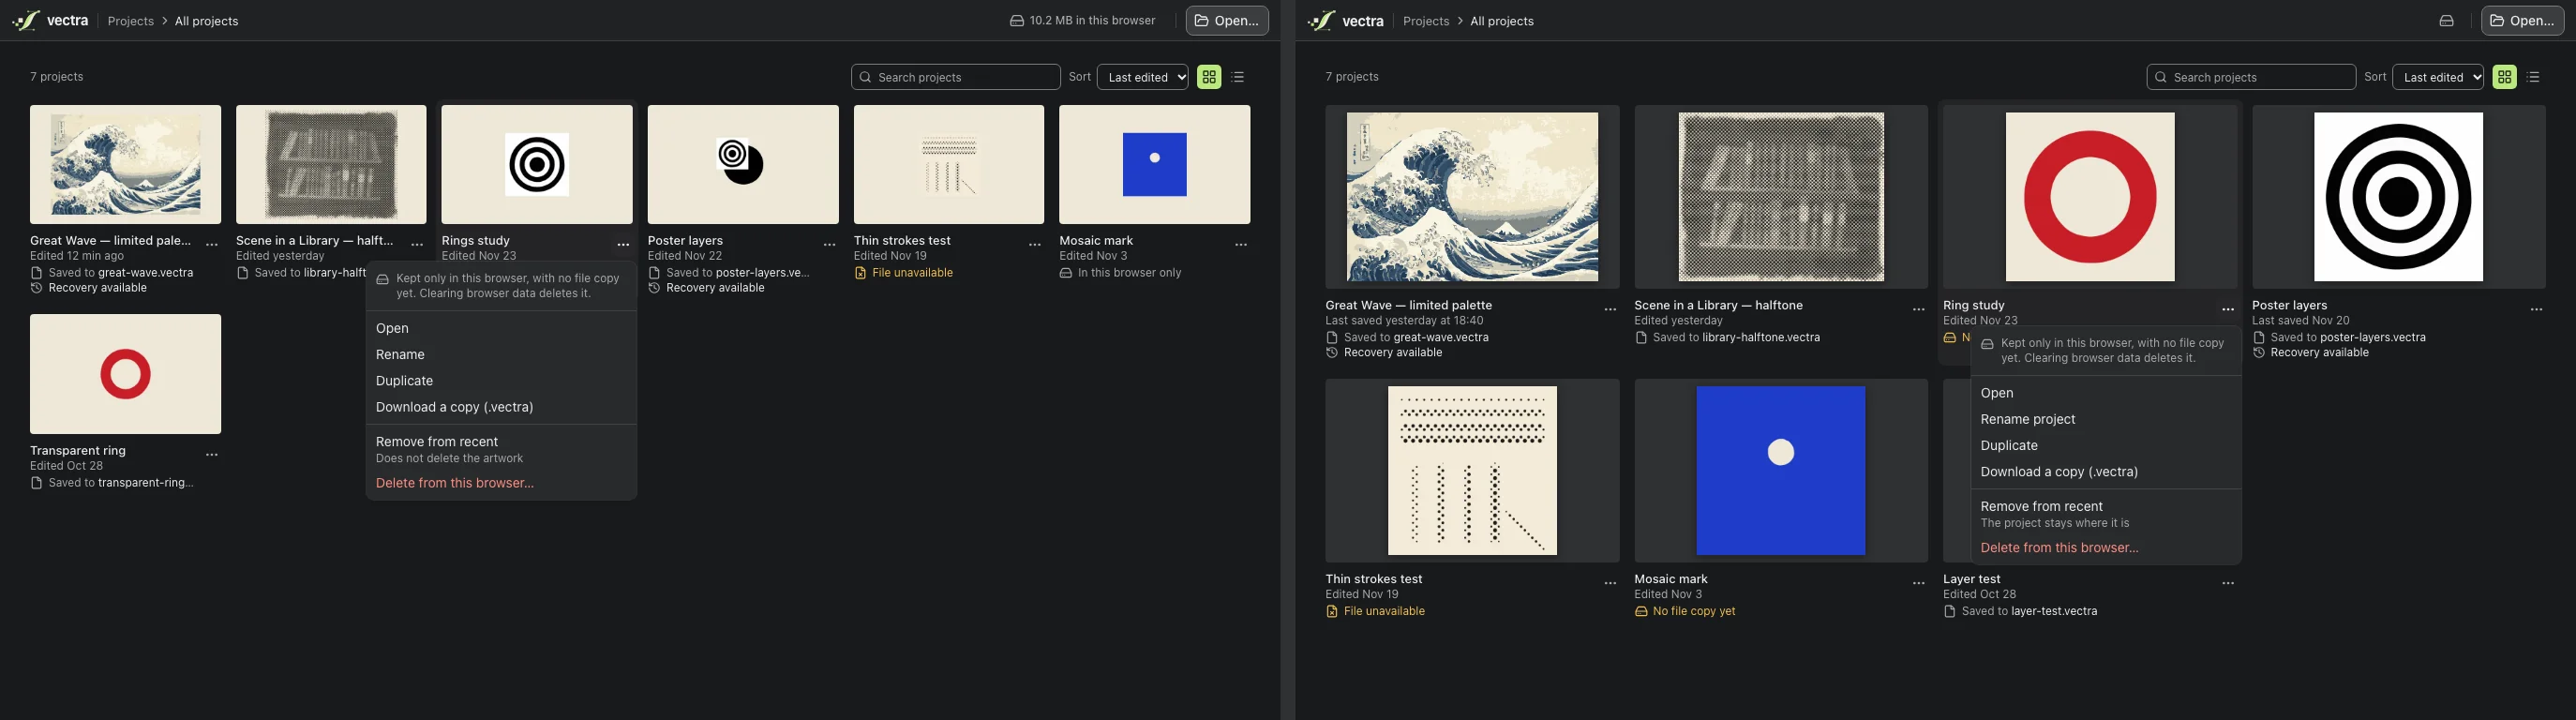 vectra Projects > All projects 10.2 MB in this browser Open...
7 projects Search projects Sort Last edited
Great Wave — limited pale...
Edited 12 min ago
Saved to great-wave.vectra
Recovery available
Scene in a Library — halft...
Edited yesterday
Saved to library-halft
Rings study
Edited Nov 23
Poster layers
Edited Nov 22
Saved to poster-layers.ve...
Recovery available
Thin strokes test
Edited Nov 19
File unavailable
Mosaic mark
Edited Nov 3
In this browser only
Kept only in this browser, with no file copy
yet. Clearing browser data deletes it.
Open
Rename
Duplicate
Download a copy (.vectra)
Remove from recent
Does not delete the artwork
Delete from this browser...
Transparent ring
Edited Oct 28
Saved to transparent-ring...
vectra Projects > All projects Open...
7 projects Search projects Sort Last edited
Great Wave — limited palette
Last saved yesterday at 18:40
Saved to great-wave.vectra
Recovery available
Scene in a Library — halftone
Edited yesterday
Saved to library-halftone.vectra
Ring study
Edited Nov 23
Poster layers
Last saved Nov 20
Saved to poster-layers.vectra
Recovery available
Kept only in this browser, with no file copy
yet. Clearing browser data deletes it.
Open
Rename project
Duplicate
Download a copy (.vectra)
Remove from recent
The project stays where it is
Delete from this browser...
Thin strokes test
Edited Nov 19
File unavailable
Mosaic mark
Edited Nov 3
No file copy yet
Layer test
Edited Oct 28
Saved to layer-test.vectra